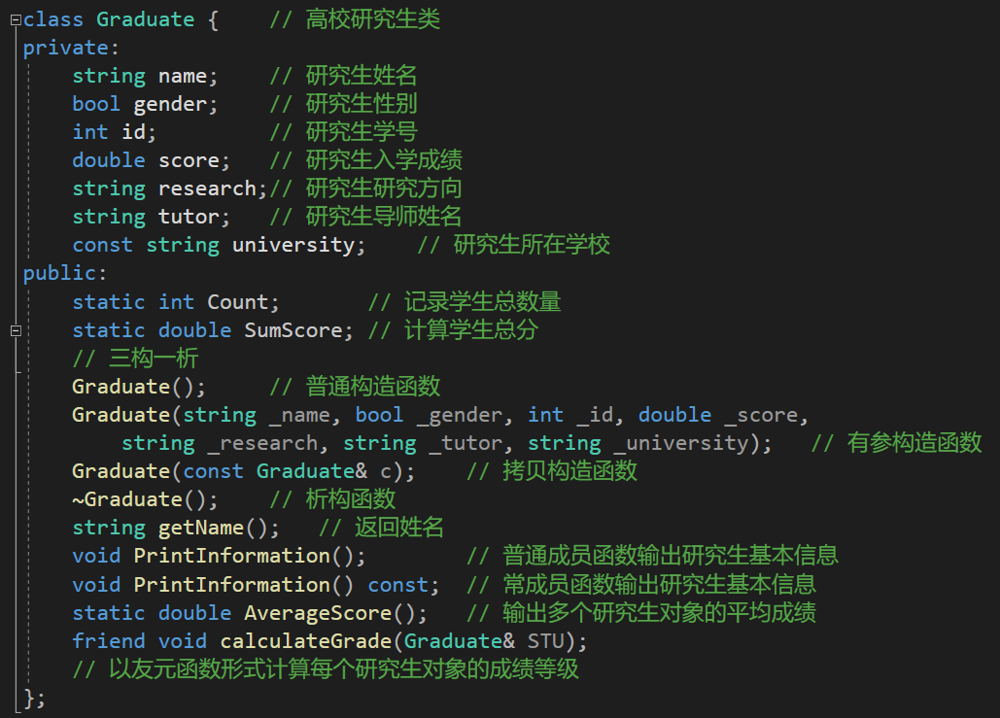 class Graduate {    // 高校研究生类
private:
    string name;    // 研究生姓名
    bool gender;    // 研究生性别
    int id;         // 研究生学号
    double score;   // 研究生入学成绩
    string research;// 研究生研究方向
    string tutor;   // 研究生导师姓名
    const string university;    // 研究生所在学校
public:
    static int Count;       // 记录学生总数量
    static double SumScore; // 计算学生总分
    // 三构一析
    Graduate();     // 普通构造函数
    Graduate(string _name, bool _gender, int _id, double _score,
        string _research, string _tutor, string _university);   // 有参构造函数
    Graduate(const Graduate& c);    // 拷贝构造函数
    ~Graduate();    // 析构函数
    string getName();   // 返回姓名
    void PrintInformation();        // 普通成员函数输出研究生基本信息
    void PrintInformation() const;  // 常成员函数输出研究生基本信息
    static double AverageScore();   // 输出多个研究生对象的平均成绩
    friend void calculateGrade(Graduate& STU);
    // 以友元函数形式计算每个研究生对象的成绩等级
};